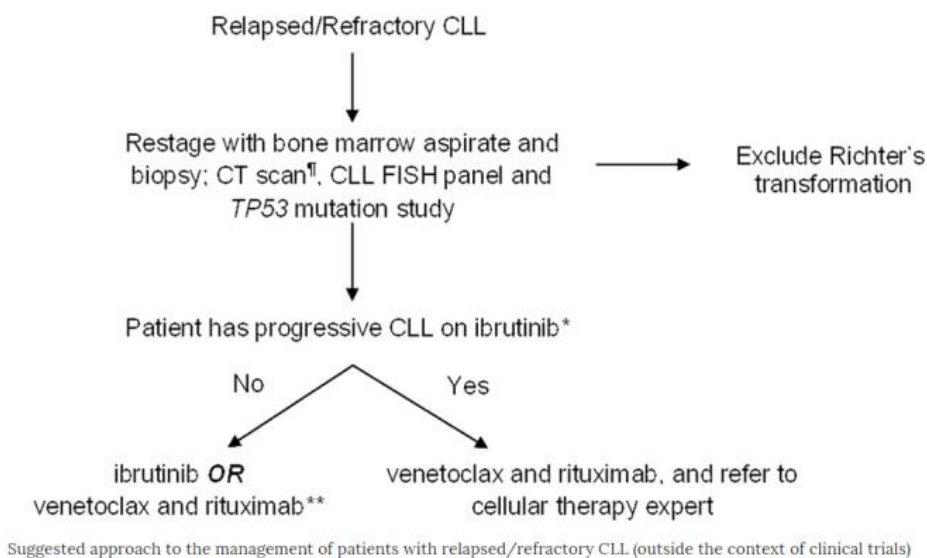 Relapsed/Refractory CLL
Restage with bone marrow aspirate and
biopsy; CT scan¶, CLL FISH panel and
TP53 mutation study
Exclude Richter's
transformation
Patient has progressive CLL on ibrutinib*
No
Yes
ibrutinib OR
venetoclax and rituximab**
venetoclax and rituximab, and refer to
cellular therapy expert
Suggested approach to the management of patients with relapsed/refractory CLL (outside the context of clinical trials)